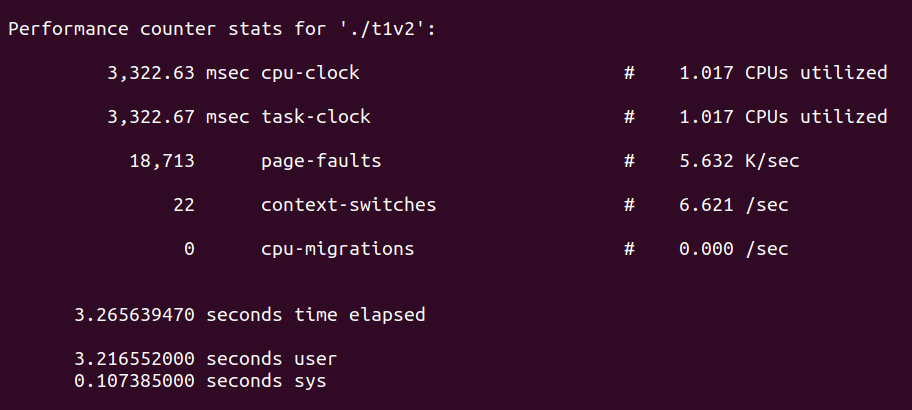 Performance counter stats for './t1v2':
3,322.63 msec cpu-clock # 1.017 CPUs utilized
3,322.67 msec task-clock # 1.017 CPUs utilized
18,713 page-faults # 5.632 K/sec
22 context-switches # 6.621 /sec
0 cpu-migrations # 0.000 /sec
3.265639470 seconds time elapsed
3.216552000 seconds user
0.107385000 seconds sys